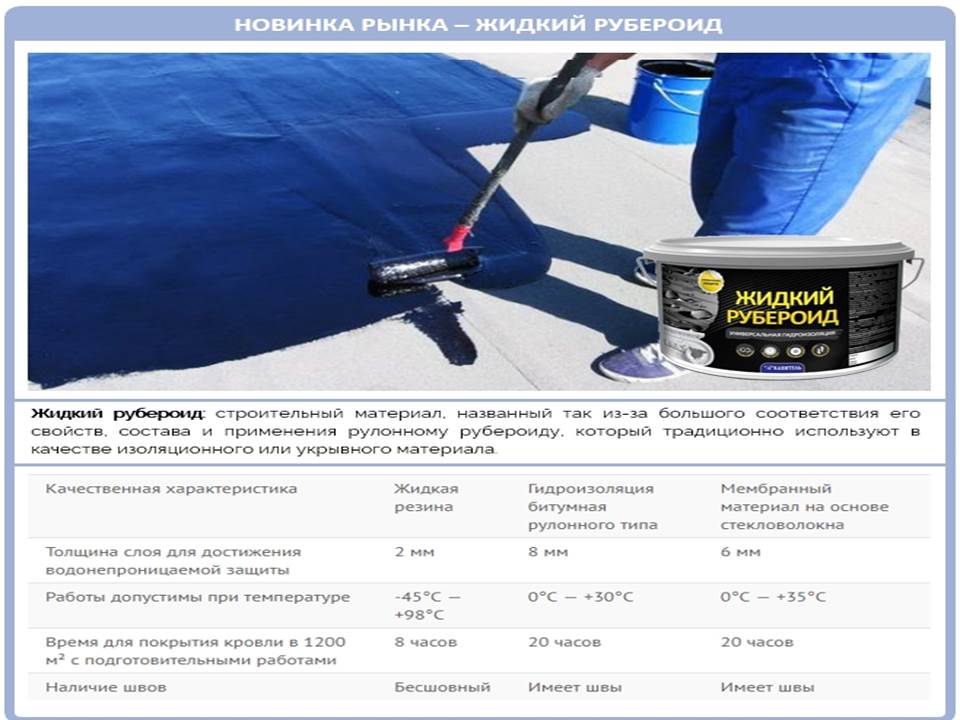 НОВИНКА РЫНКА – ЖИДКИЙ РУБЕРОИД
ЖИДКИЙ
РУБЕРОИД
УНИВЕРСАЛЬНАЯ ГИДРОИЗОЛЯЦИЯ
Жидкий рубероид: строительный материал, названный так из-за большого соответствия его
свойств, состава и применения рулонному рубероиду, который традиционно используют в
качестве изоляционного или укрывного материала.
Качественная характеристика
Жидкая
резина
Гидроизоляция
битумная
рулонного типа
Мембранный
материал на основе
стекловолокна
Толщина слоя для достижения
водонепроницаемой защиты
2 мм
8 мм
6 мм
Работы допустимы при температуре
-45°C —
+98°C
0°C — +30°C
0°C — +35°C
Время для покрытия кровли в 1200
м² с подготовительными работами
8 часов
20 часов
20 часов
Наличие швов
Бесшовный
Имеет швы
Имеет швы